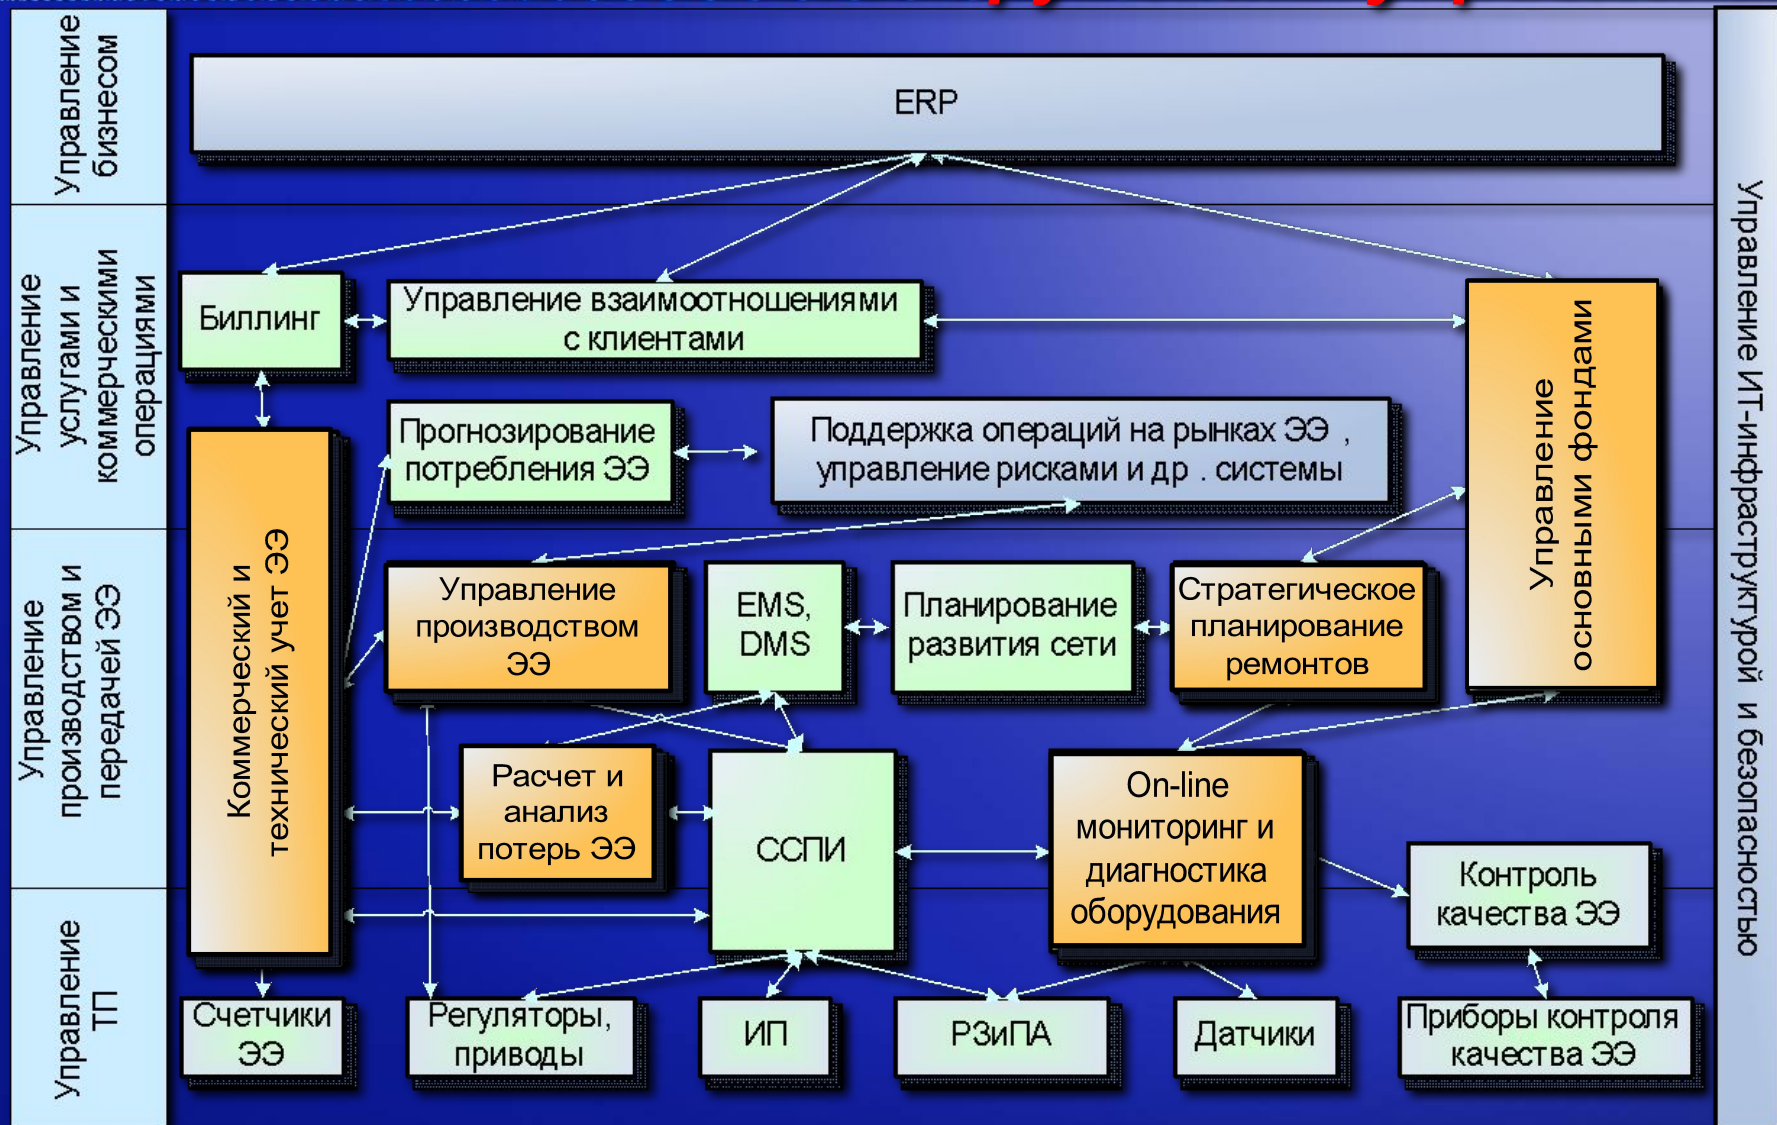 Управление
бизнесом
ERP
Управление
услугами и
коммерческими
операциями
Биллинг
Управление взаимоотношениями
с клиентами
Прогнозирование
потребления ЭЭ
Поддержка операций на рынках ЭЭ ,
управление рисками и др . системы
Управление
основными фондами
Управление
производством и
передачей ЭЭ
Коммерческий и
технический учет ЭЭ
Управление
производством
ЭЭ
EMS,
DMS
Планирование
развития сети
Стратегическое
планирование
ремонтов
Расчет и
анализ
потерь ЭЭ
ССПИ
On-line
мониторинг и
диагностика
оборудования
Контроль
качества ЭЭ
Управление
ТП
Счетчики
ЭЭ
Регуляторы,
приводы
ИП
РЗиПА
Датчики
Приборы контроля
качества ЭЭ
Управление ИТ-инфраструктурой и безопасностью